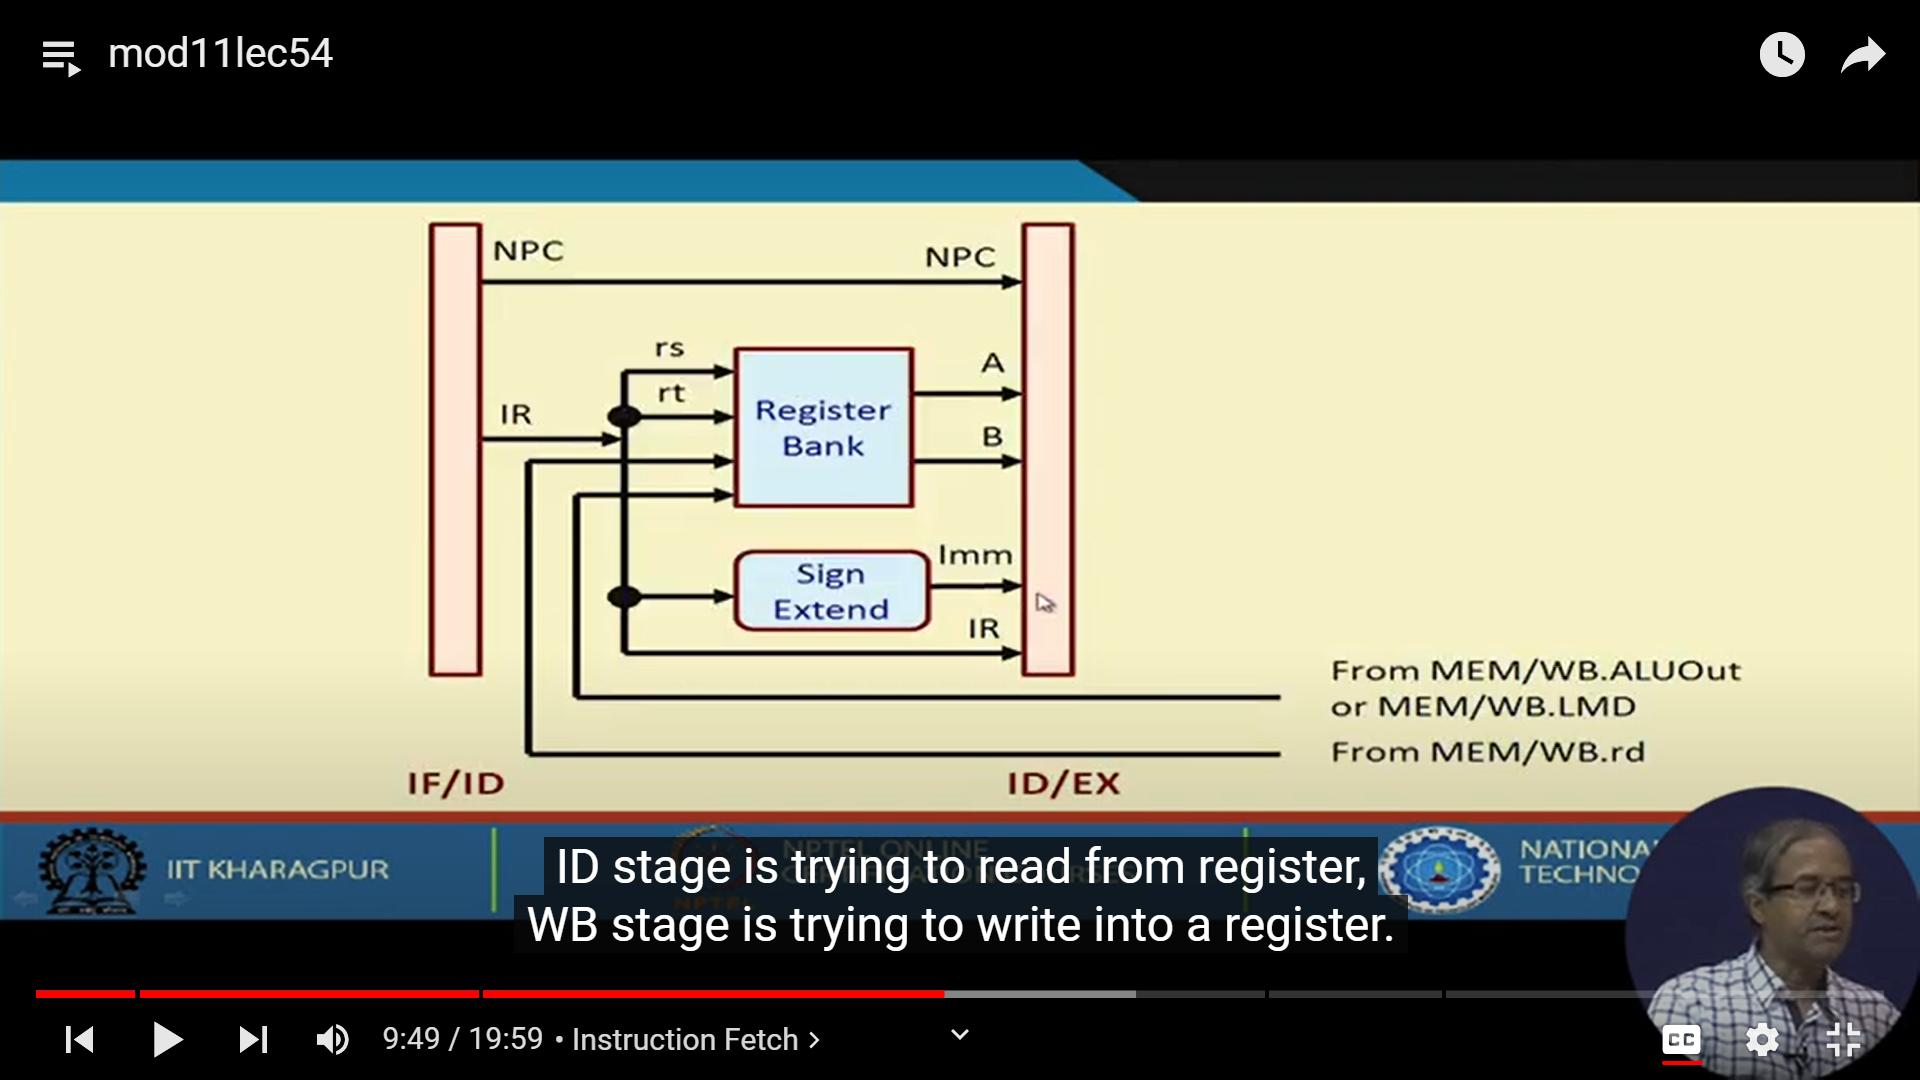 mod11lec54
NPC
NPC
rs
A
rt
IR
Register
Bank
B
Imm
Sign
Extend
IR
From MEM/WB.ALUOut
or MEM/WB.LMD
From MEM/WB.rd
IF/ID
ID/EX
IIT KHARAGPUR
NPTEL ONLINE
NPTEL
NATIONA
TECHNO
ID stage is trying to read from register,
WB stage is trying to write into a register.
9:49 / 19:59 • Instruction Fetch
CC